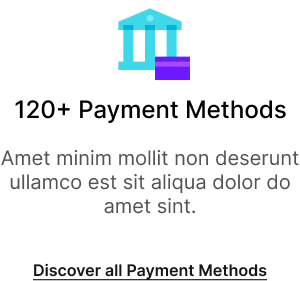 120+ Payment Methods
Amet minim mollit non deserunt
ullamco est sit aliqua dolor do
amet sint.
Discover all Payment Methods